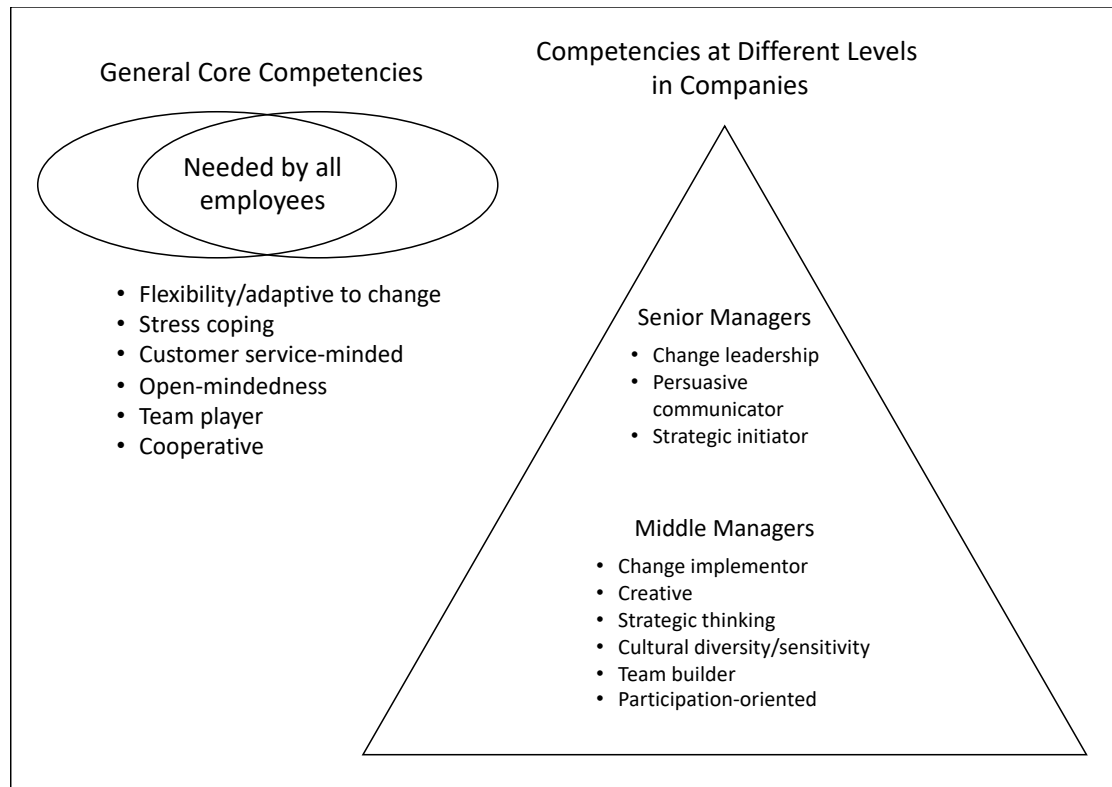 General Core Competencies
Needed by all
employees
• Flexibility/adaptive to change
• Stress coping
• Customer service-minded
• Open-mindedness
• Team player
• Cooperative
Competencies at Different Levels
in Companies
Senior Managers
• Change leadership
• Persuasive
communicator
• Strategic initiator
Middle Managers
• Change implementor
• Creative
• Strategic thinking
• Cultural diversity/sensitivity
• Team builder
• Participation-oriented